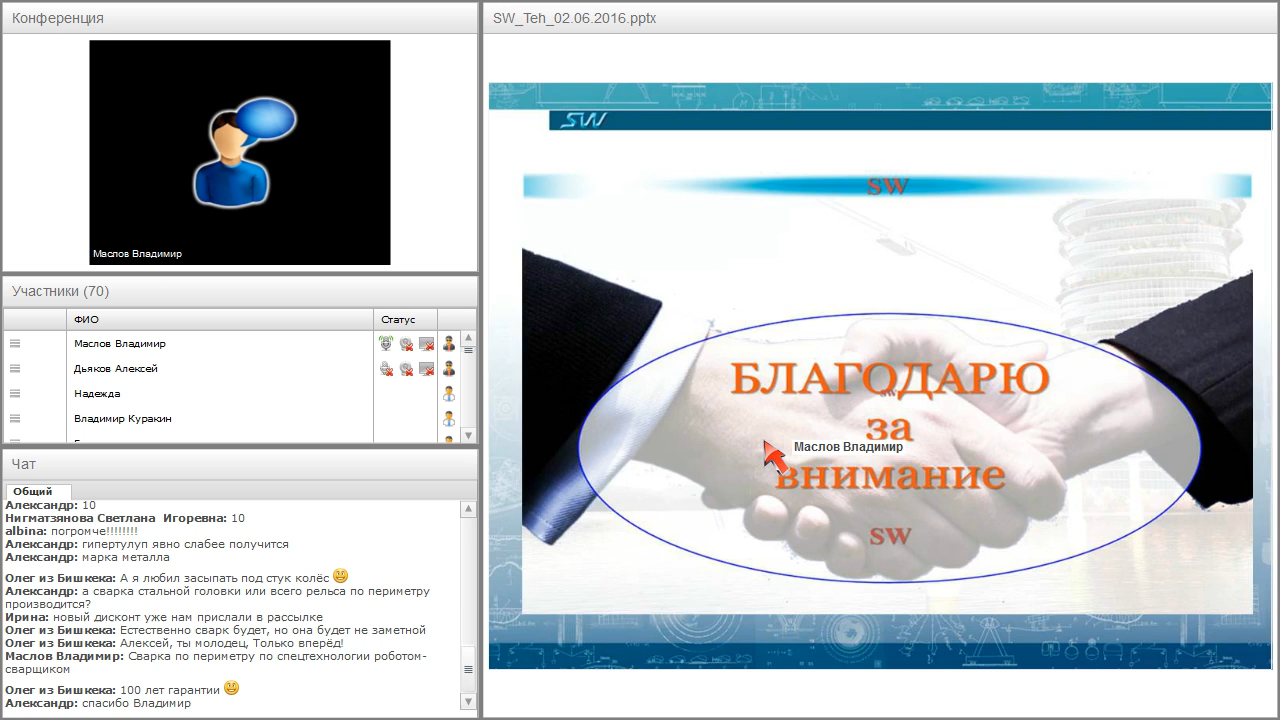 Конференция
Маслов Владимир
Участники (70)
ФИО
Статус
Маслов Владимир
Дьяков Алексей
Надежда
Владимир Куракин
Чат
Общий
Александр: 10
Нигматзянова Светлана Игоревна: 10
albina: погромче!!!!!!!!
Александр: гипертулуп явно слабее получится
Александр: марка металла
Олег из Бишкека: А я любил засыпать под стук колёс
Александр: а сварка стальной головки или всего рельса по периметру
производится?
Ирина: новый дисконт уже нам прислали в рассылке
Олег из Бишкека: Естественно сварк будет, но она будет не заметной
Олег из Бишкека: Алексей, ты молодец, Только вперёд!
Маслов Владимир: Сварка по периметру по спецтехнологии роботом-
сварщиком
Олег из Бишкека: 100 лет гарантии
Александр: спасибо Владимир
SW_Teh_02.06.2016.pptx
SW
SW
БЛАГОДАРЮ
SW
за
Маслов Владимир
внимание
SW